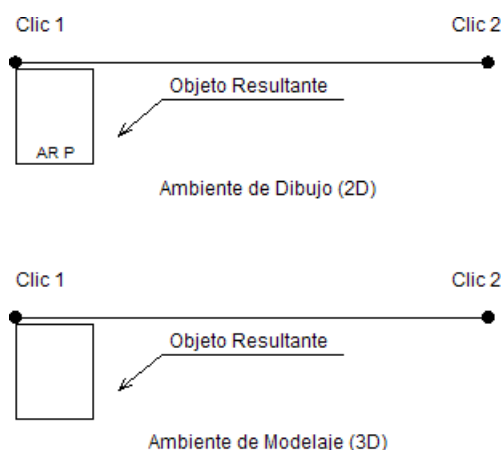 Clic 1
Clic 2
Objeto Resultante
AR P
Ambiente de Dibujo (2D)
Clic 1
Clic 2
Objeto Resultante
Ambiente de Modelaje (3D)